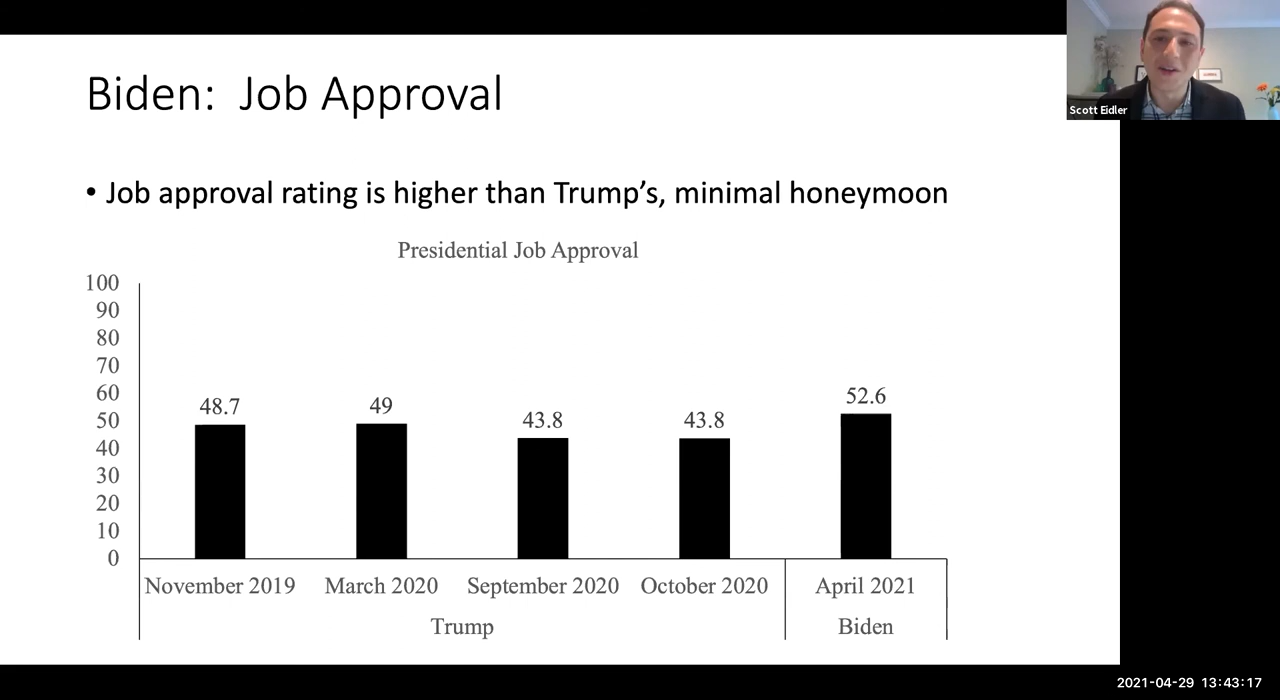 Biden: Job Approval
Scott Eidler
• Job approval rating is higher than Trump’s, minimal honeymoon
Presidential Job Approval
100
90
80
70
60
50
40
30
20
10
0
48.7
49
43.8
43.8
52.6
November 2019
March 2020
September 2020
October 2020
April 2021
Trump
Biden
2021-04-29 13:43:17